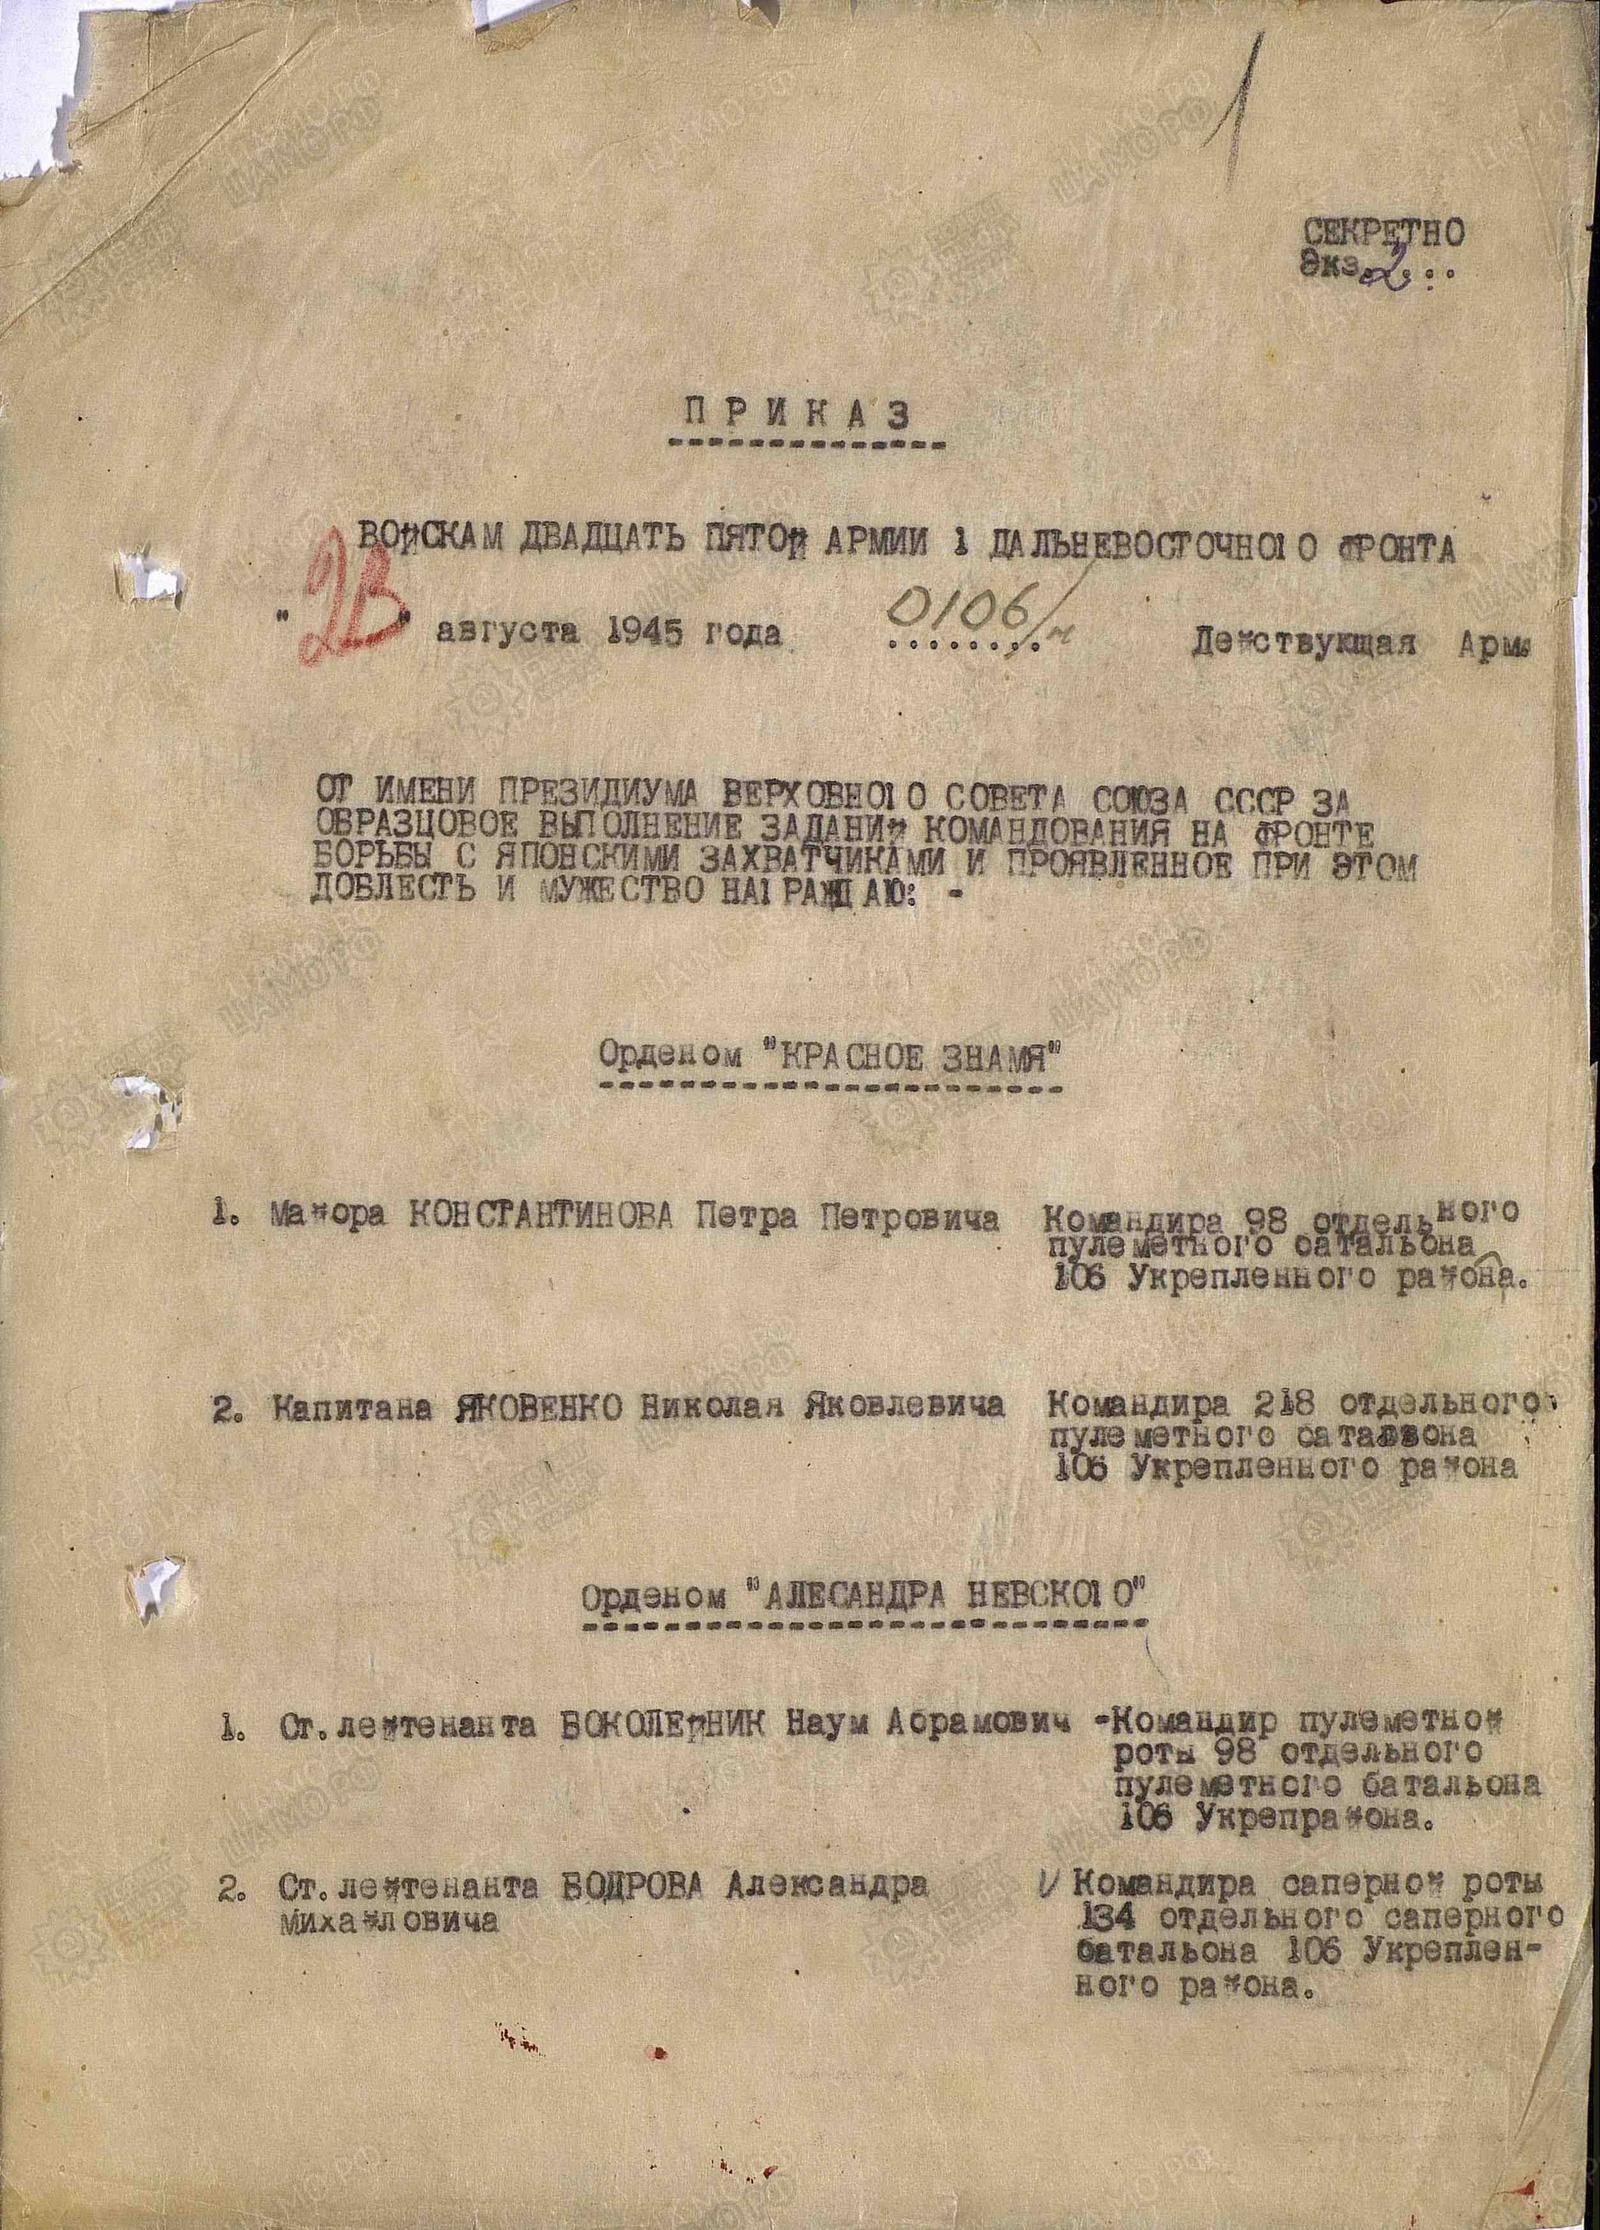 1
СЕКРЕТНО
Экз.2...
ПРИКАЗ
ВОйСКАМ ДВАДЦАТЬ ПЯТОй АРМИИ 1 ДАЛЬНЕВОСТОЧНОГО ФРОНТА
"28" августа 1945 года 0106/н Действующая Арм.
ОТ ИМЕНИ ПРЕЗИДИУМА ВЕРХОВНОГО СОВЕТА СОЮЗА СССР ЗА
ОБРАЗЦОВОЕ ВЫПОЛНЕНИЕ ЗАДАНИй КОМАНДОВАНИЯ НА ФРОНТЕ
БОРЬБЫ С ЯПОНСКИМИ ЗАХВАТЧИКАМИ И ПРОЯВЛЕННОЕ ПРИ ЭТОМ
ДОБЛЕСТЬ И МУЖЕСТВО НАГРАЖДАЮ: -
Орденом "КРАСНОЕ ЗНАМЯ"
1. Майора КОНСТАНТИНОВА Петра Петровича Командира 98 отдельного
пулеметного батальона
106 Укрепленного района.
2. Капитана ЯКОВЕНКО Николая Яковлевича Командира 218 отдельного
пулеметного батальона
106 Укрепленного района
Орденом "АЛЕСАНДРА НЕВСКОГО"
1. Ст.лейтенанта БОКОЛЕйНИК Наум Абрамович -Командир пулеметной
роты 98 отдельного
пулеметного батальона
106 Укрепрайона.
2. Ст.лейтенанта БОДРОВА Александра Командира саперной роты
Михайловича 134 отдельного саперного
батальона 106 Укреплен-
ного района.